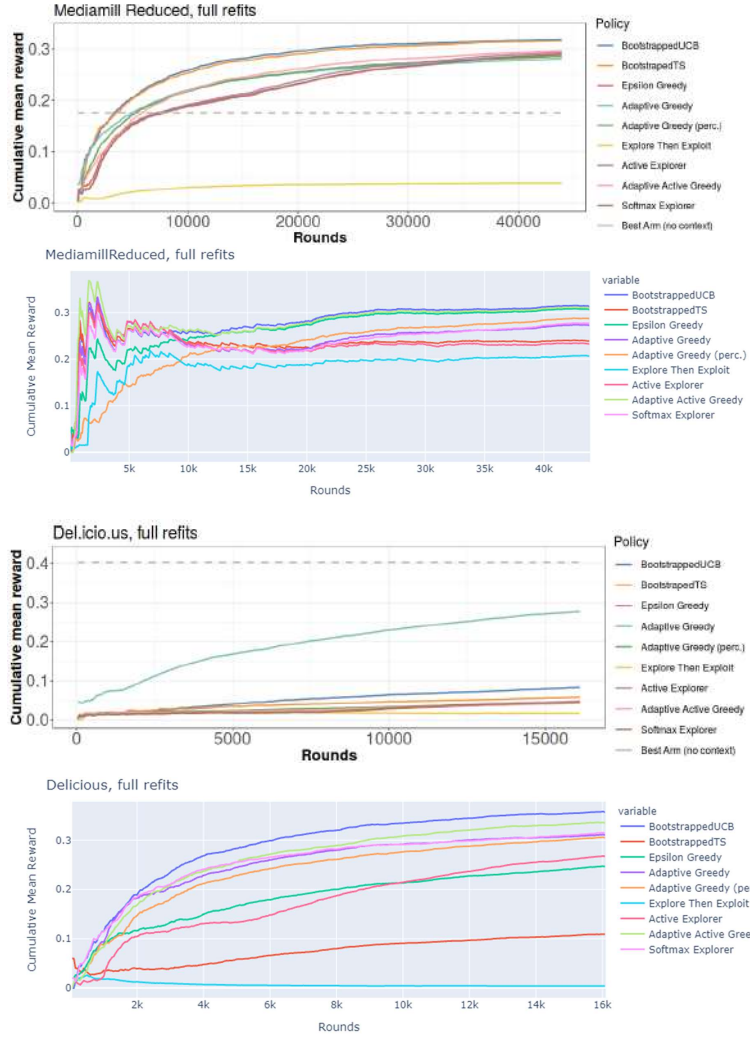 Mediamill Reduced, full refits
Cumulative mean reward
0.3
0.2
0.1
0.0
0
10000
20000
30000
40000
Rounds
Policy
BootstrappedUCB
BootstrapedTS
Epsilon Greedy
Adaptive Greedy
Adaptive Greedy (perc.)
Explore Then Exploit
Active Explorer
Adaptive Active Greedy
Softmax Explorer
Best Arm (no context)
MediamillReduced, full refits
Cumulative Mean Reward
0.3
0.2
0.1
0
5k
10k
15k
20k
25k
30k
35k
40k
Rounds
variable
BootstrappedUCB
BootstrappedTS
Epsilon Greedy
Adaptive Greedy
Adaptive Greedy (perc.)
Explore Then Exploit
Active Explorer
Adaptive Active Greedy
Softmax Explorer
Del.icio.us, full refits
Cumulative mean reward
0.4
0.3
0.2
0.1
0.0
0
5000
10000
15000
Rounds
Policy
BootstrappedUCB
BootstrapedTS
Epsilon Greedy
Adaptive Greedy
Adaptive Greedy (perc.)
Explore Then Exploit
Active Explorer
Adaptive Active Greedy
Softmax Explorer
Best Arm (no context)
Delicious, full refits
Cumulative Mean Reward
0.3
0.2
0.1
0
2k
4k
6k
8k
10k
12k
14k
16k
Rounds
variable
BootstrappedUCB
BootstrappedTS
Epsilon Greedy
Adaptive Greedy
Adaptive Greedy (pe
Explore Then Exploit
Active Explorer
Adaptive Active Gree
Softmax Explorer